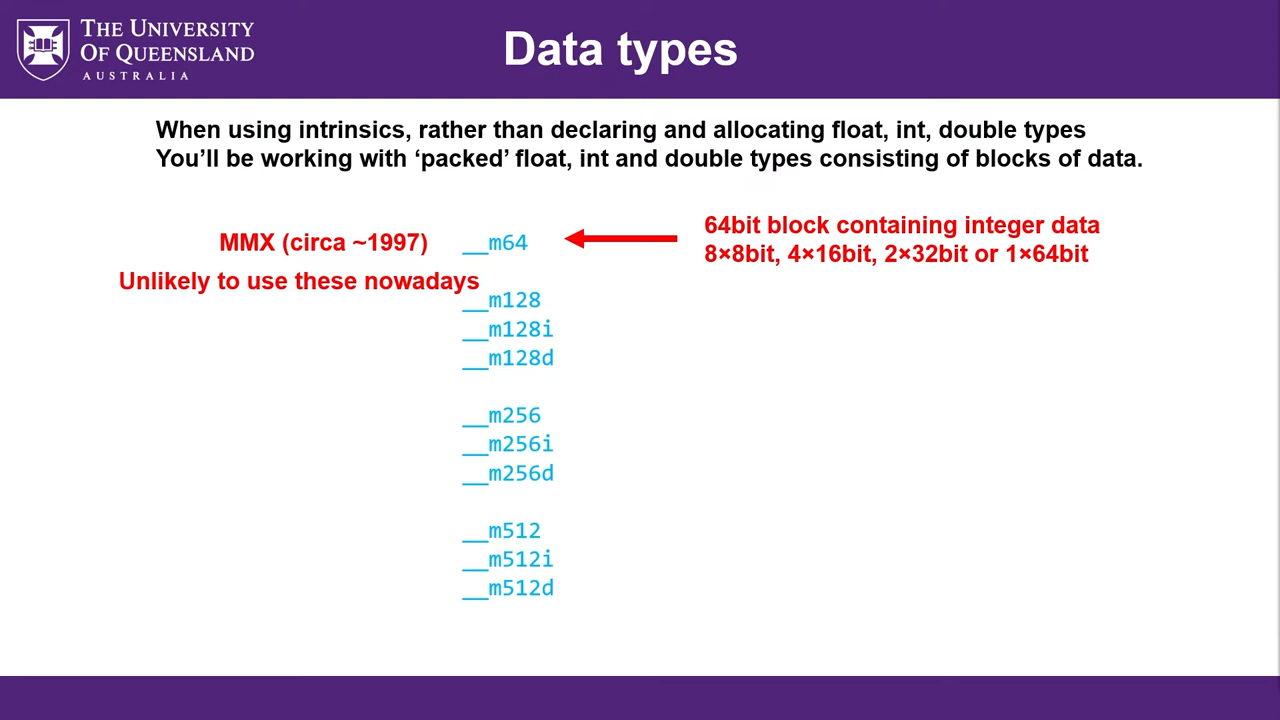 THE UNIVERSITY
OF QUEENSLAND
AUSTRALIA
Data types
When using intrinsics, rather than declaring and allocating float, int, double types
You’ll be working with ‘packed’ float, int and double types consisting of blocks of data.
MMX (circa ~1997)
Unlikely to use these nowadays
__m64
64bit block containing integer data
8×8bit, 4×16bit, 2×32bit or 1×64bit
__m128
__m128i
__m128d
__m256
__m256i
__m256d
__m512
__m512i
__m512d